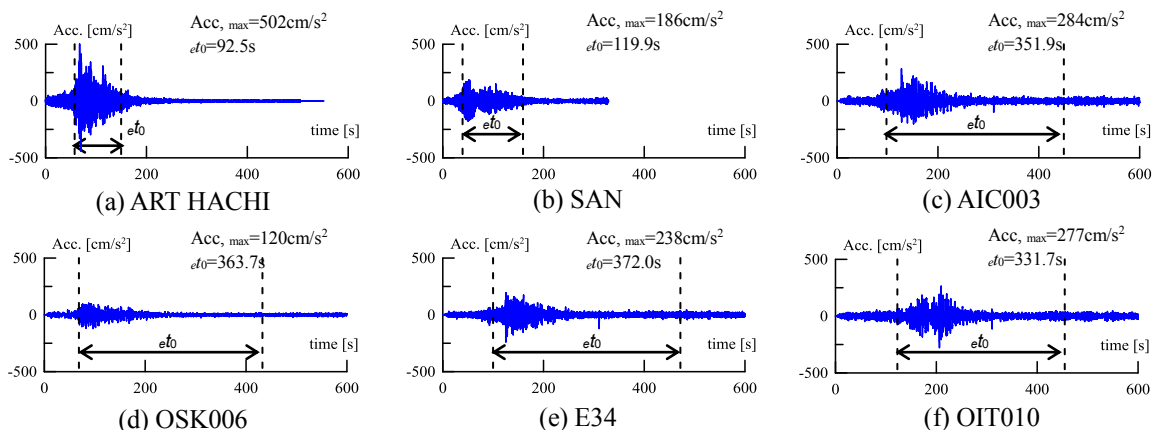 Acc. [cm/s²] Acc, max=502cm/s²
et0=92.5s
500
0
et0
time [s]
-500
0 200 400 600
(a) ART HACHI
Acc. [cm/s²] Acc, max=186cm/s²
et0=119.9s
500
0
et0
time [s]
-500
0 200 400 600
(b) SAN
Acc. [cm/s²] Acc, max=284cm/s²
et0=351.9s
500
0
et0
time [s]
-500
0 200 400 600
(c) AIC003
Acc. [cm/s²] Acc, max=120cm/s²
et0=363.7s
500
0
et0
time [s]
-500
0 200 400 600
(d) OSK006
Acc. [cm/s²] Acc, max=238cm/s²
et0=372.0s
500
0
et0
time [s]
-500
0 200 400 600
(e) E34
Acc. [cm/s²] Acc, max=277cm/s²
et0=331.7s
500
0
et0
time [s]
-500
0 200 400 600
(f) OIT010